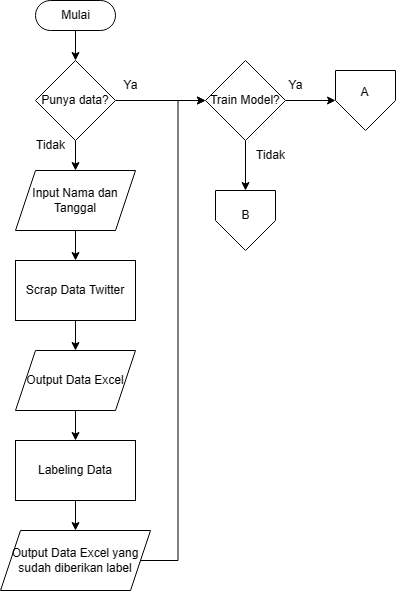 Mulai
Punya data?
Ya
Train Model?
Ya
A
Tidak
Tidak
B
Input Nama dan
Tanggal
Scrap Data Twitter
Output Data Excel
Labeling Data
Output Data Excel yang
sudah diberikan label